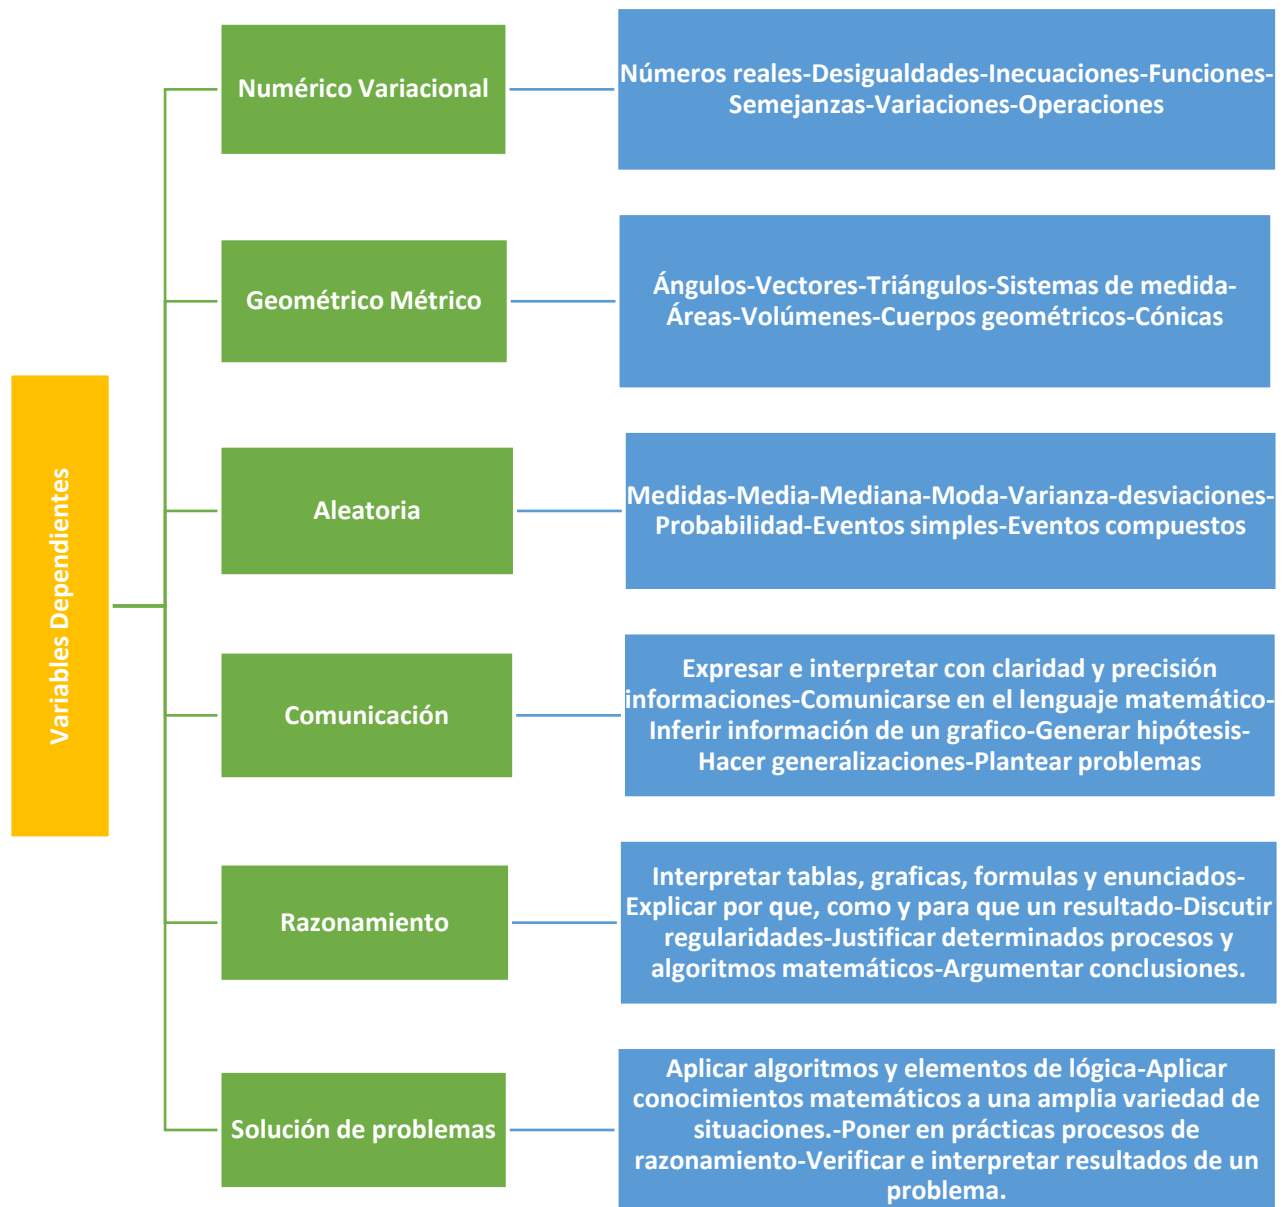 Variables Dependientes
Numérico Variacional
Números reales-Desigualdades-Inecuaciones-Funciones-
Semejanzas-Variaciones-Operaciones
Geométrico Métrico
Ángulos-Vectores-Triángulos-Sistemas de medida-
Áreas-Volúmenes-Cuerpos geométricos-Cónicas
Aleatoria
Medidas-Media-Mediana-Moda-Varianza-desviaciones-
Probabilidad-Eventos simples-Eventos compuestos
Comunicación
Expresar e interpretar con claridad y precisión
informaciones-Comunicarse en el lenguaje matemático-
Inferir información de un grafico-Generar hipótesis-
Hacer generalizaciones-Plantear problemas
Razonamiento
Interpretar tablas, graficas, formulas y enunciados-
Explicar por que, como y para que un resultado-Discutir
regularidades-Justificar determinados procesos y
algoritmos matemáticos-Argumentar conclusiones.
Solución de problemas
Aplicar algoritmos y elementos de lógica-Aplicar
conocimientos matemáticos a una amplia variedad de
situaciones.-Poner en prácticas procesos de
razonamiento-Verificar e interpretar resultados de un
problema.